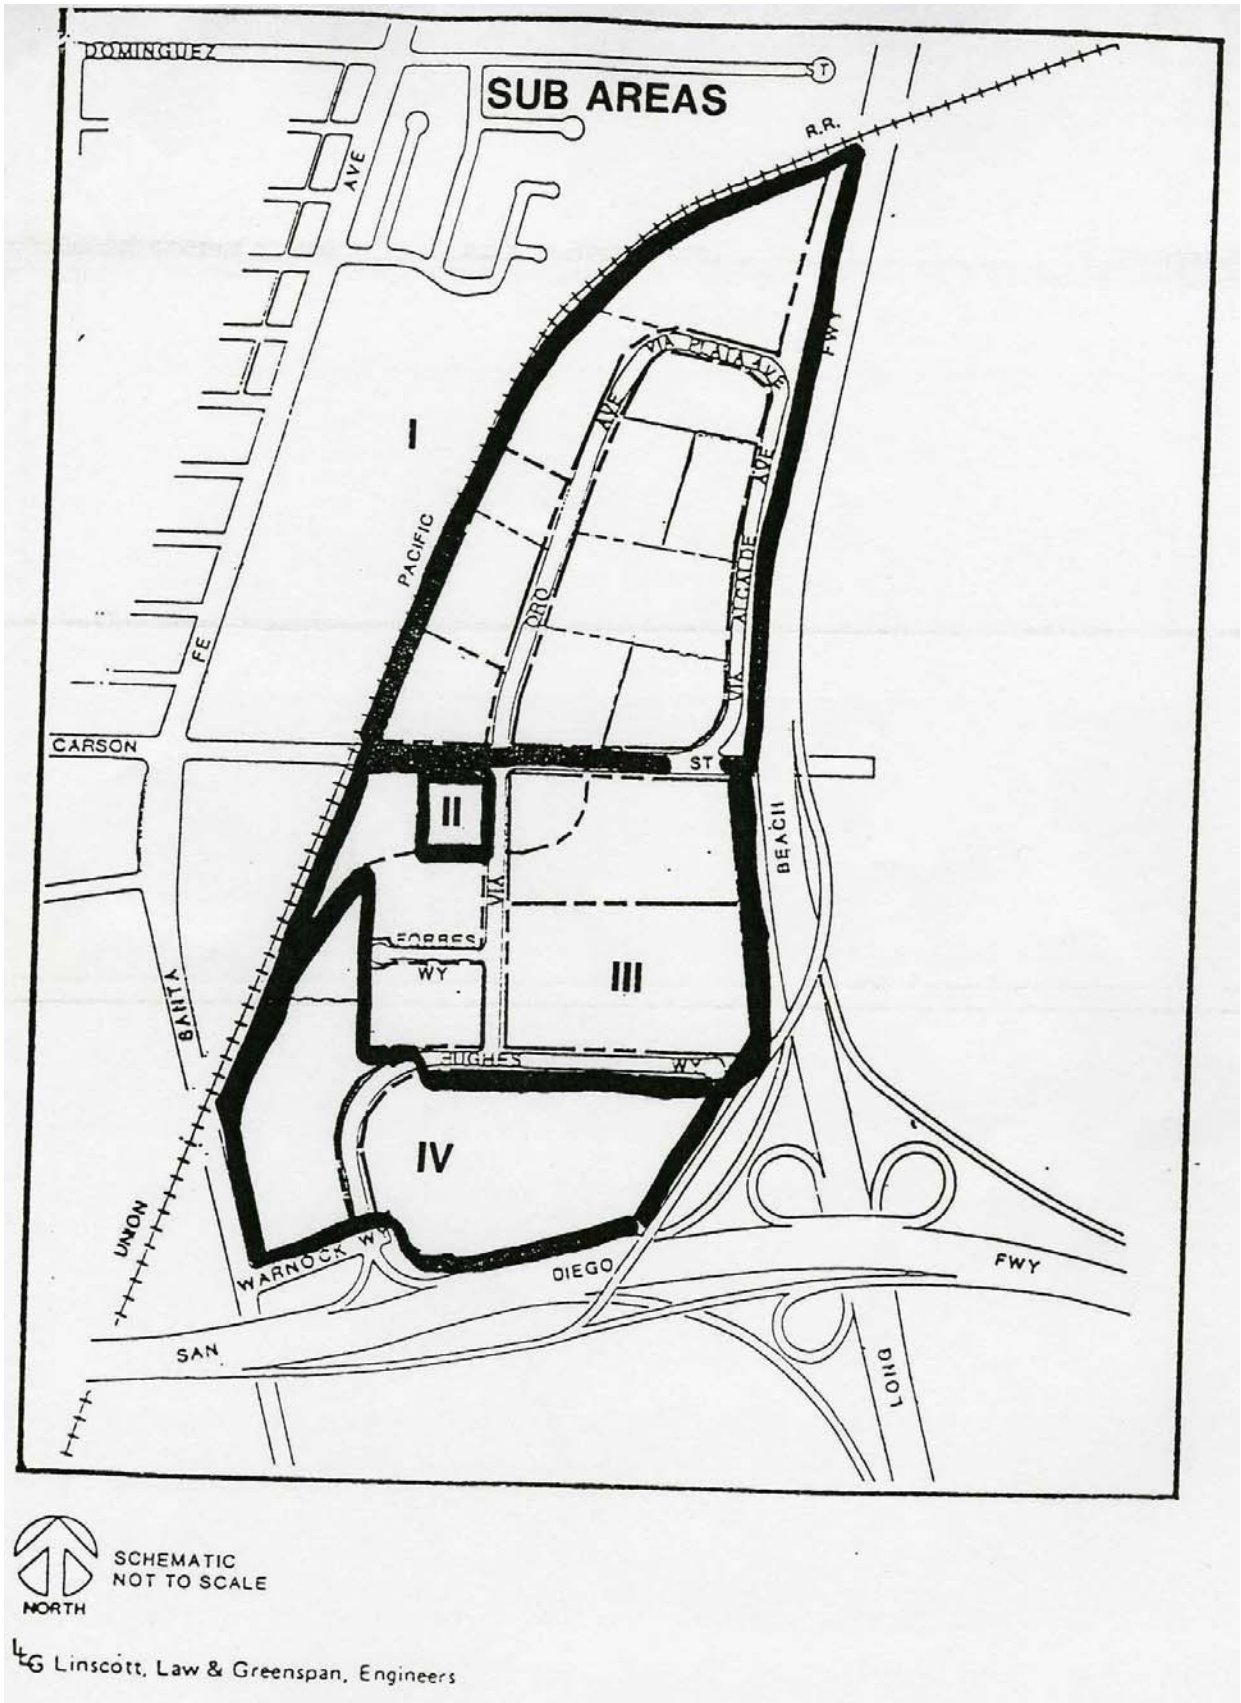 DOMINGUEZ
T
SUB AREAS
R.R.
AVE
FWY
VIA PLATA AVE
AVE
I
AVE
PACIFIC
ALCALDE
ORO
FE
VIA
CARSON
ST
II
BEACH
VIA
FORBES
WY
III
BANTA
HUGHES
WY
IV
UNION
WARNOCK WY
DIEGO
FWY
SAN
LONG
SCHEMATIC
NOT TO SCALE
NORTH
LLG Linscott, Law & Greenspan, Engineers